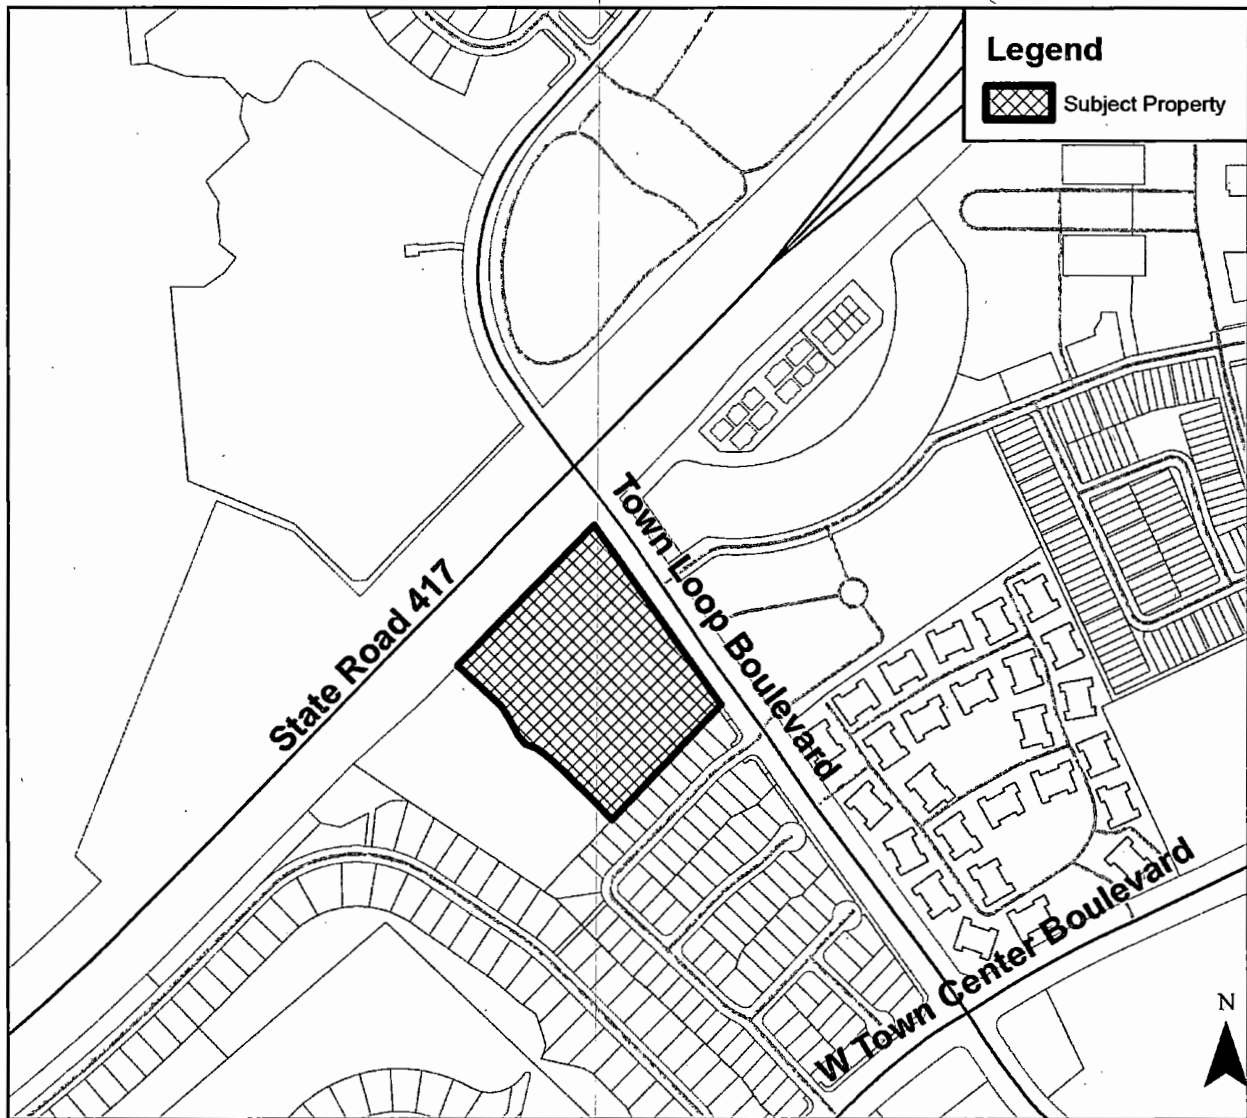 Legend
Subject Property
Town Loop Boulevard
State Road 417
W Town Center Boulevard
N